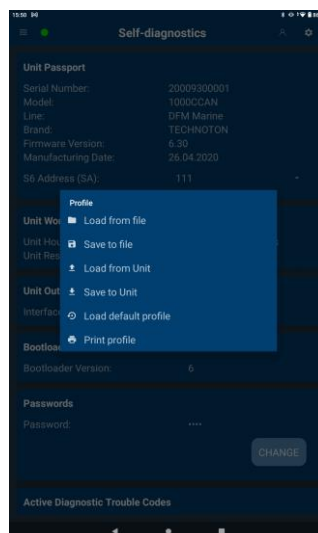 15:50
Self-diagnostics
Unit Passport
Serial Number: 20009300001
Model: 1000CCAN
Line: DFM Marine
Brand: TECHNOTON
Firmware Version: 6.30
Manufacturing Date: 26.04.2020
S6 Address (SA): 111
Profile
Load from file
Unit Wo
Save to file
Unit Hou
Unit Res
Load from Unit
Unit Out
Save to Unit
Interface
Load default profile
Print profile
Bootloa
Bootloader Version: 6
Passwords
Password: ····
CHANGE
Active Diagnostic Trouble Codes